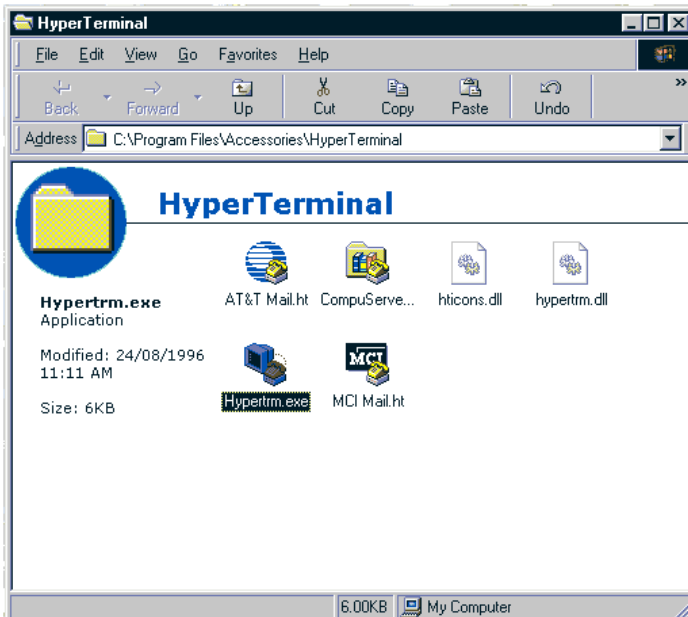 HyperTerminal
File Edit View Go Favorites Help
Back Forward Up Cut Copy Paste Undo »
Address C:\Program Files\Accessories\HyperTerminal
HyperTerminal
Hypertrm.exe
Application
Modified: 24/08/1996
11:11 AM
Size: 6KB
AT&T Mail.ht CompuServe... hticons.dll hypertrm.dll
MCI
Hypertrm.exe MCI Mail.ht
6.00KB My Computer